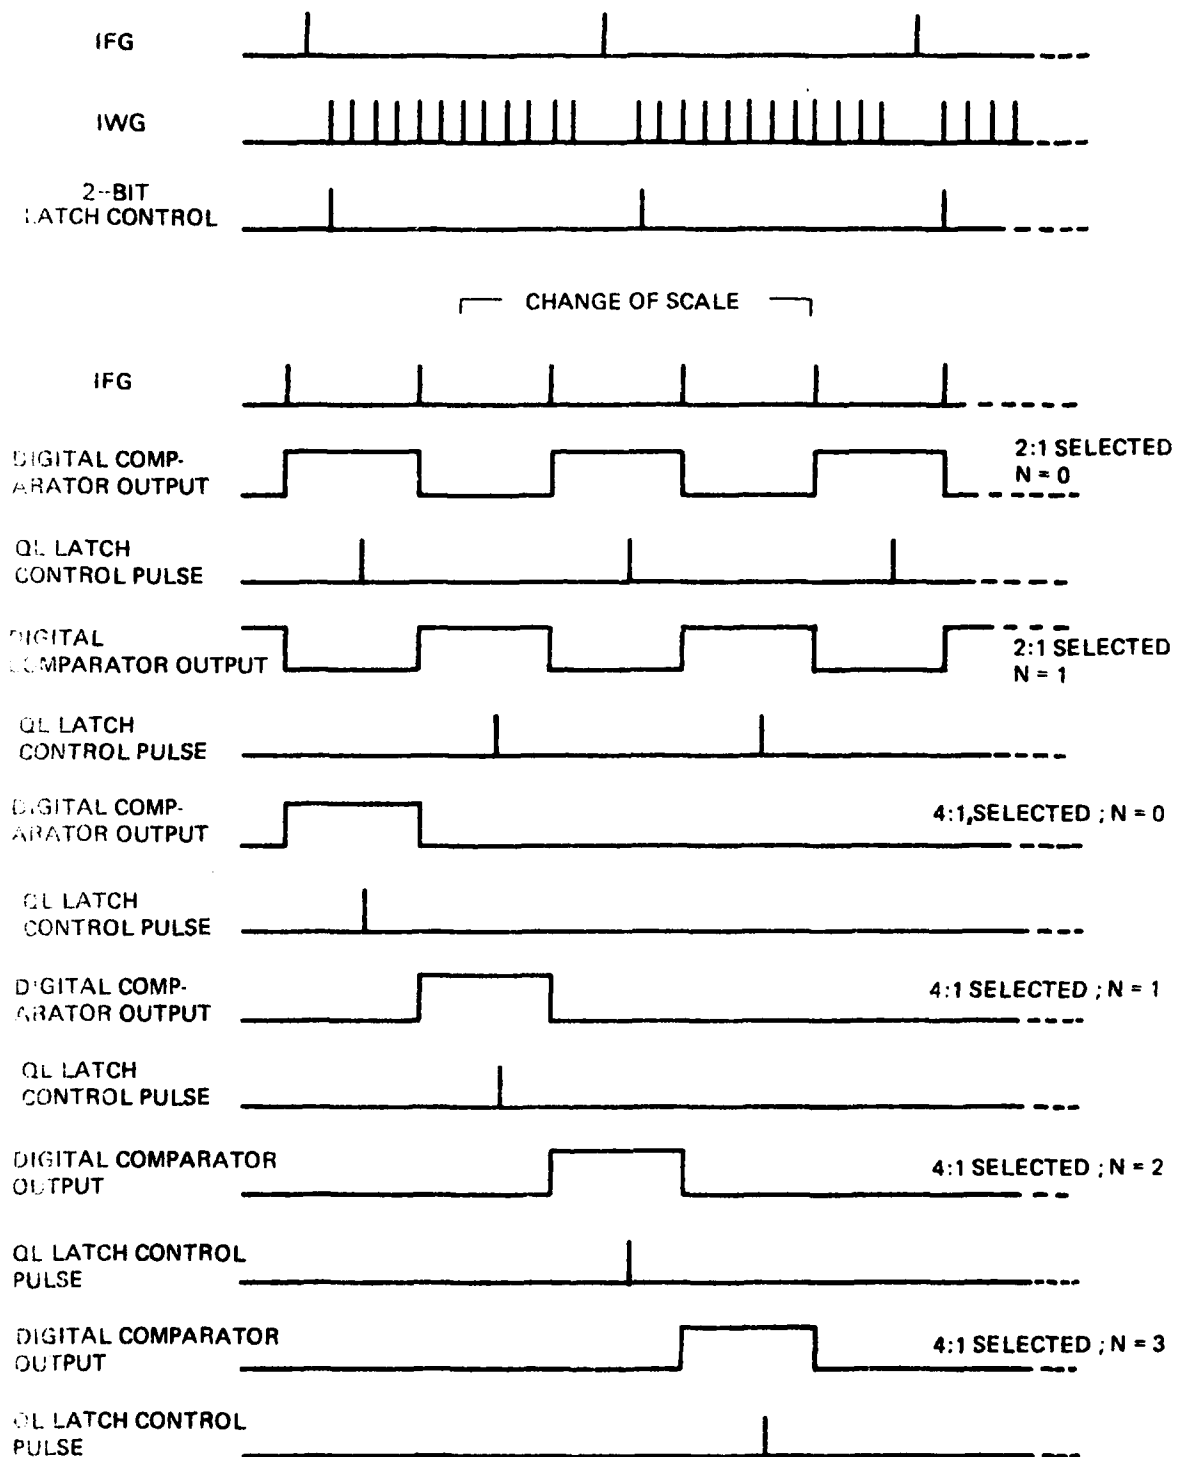 IFG
IWG
2-BIT
LATCH CONTROL
CHANGE OF SCALE
IFG
DIGITAL COMP-
ARATOR OUTPUT
2:1 SELECTED
N = 0
QL LATCH
CONTROL PULSE
DIGITAL
COMPARATOR OUTPUT
2:1 SELECTED
N = 1
QL LATCH
CONTROL PULSE
DIGITAL COMP-
ARATOR OUTPUT
4:1, SELECTED ; N = 0
QL LATCH
CONTROL PULSE
DIGITAL COMP-
ARATOR OUTPUT
4:1 SELECTED ; N = 1
QL LATCH
CONTROL PULSE
DIGITAL COMPARATOR
OUTPUT
4:1 SELECTED ; N = 2
QL LATCH CONTROL
PULSE
DIGITAL COMPARATOR
OUTPUT
4:1 SELECTED ; N = 3
QL LATCH CONTROL
PULSE